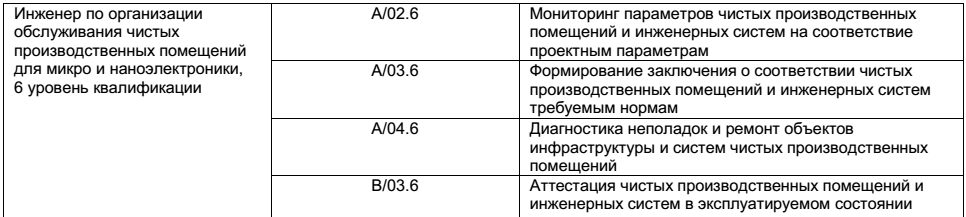 Инженер по организации
обслуживания чистых
производственных помещений
для микро и наноэлектроники,
6 уровень квалификации
A/02.6
Мониторинг параметров чистых производственных
помещений и инженерных систем на соответствие
проектным параметрам
A/03.6
Формирование заключения о соответствии чистых
производственных помещений и инженерных систем
требуемым нормам
A/04.6
Диагностика неполадок и ремонт объектов
инфраструктуры и систем чистых производственных
помещений
B/03.6
Аттестация чистых производственных помещений и
инженерных систем в эксплуатируемом состоянии